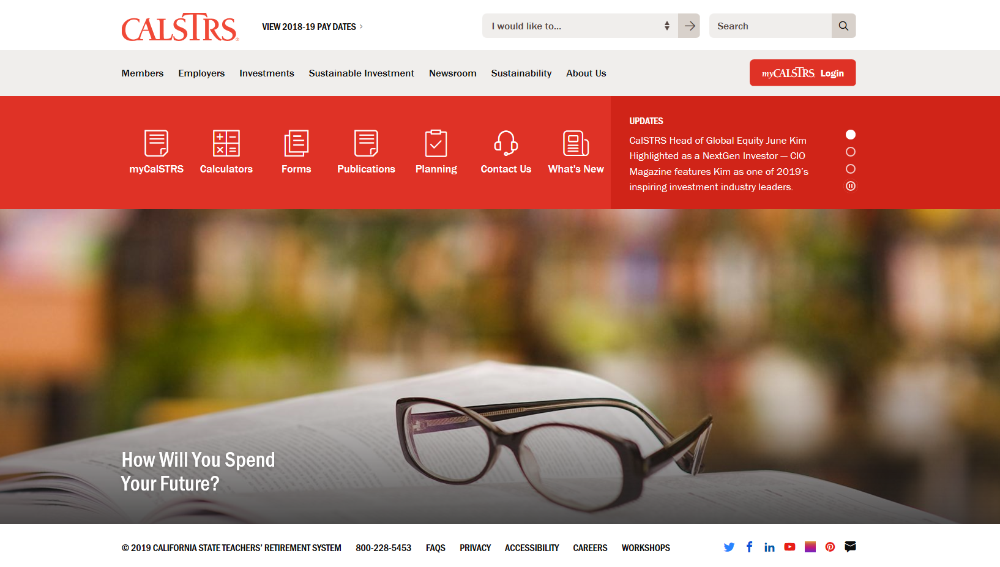 CALSTRS®
VIEW 2018-19 PAY DATES >
I would like to...
Search
Members
Employers
Investments
Sustainable Investment
Newsroom
Sustainability
About Us
myCALSTRS Login
myCalSTRS
Calculators
Forms
Publications
Planning
Contact Us
What's New
UPDATES
CalSTRS Head of Global Equity June Kim
Highlighted as a NextGen Investor — CIO
Magazine features Kim as one of 2019’s
inspiring investment industry leaders.
How Will You Spend
Your Future?
© 2019 CALIFORNIA STATE TEACHERS’ RETIREMENT SYSTEM
800-228-5453
FAQS
PRIVACY
ACCESSIBILITY
CAREERS
WORKSHOPS